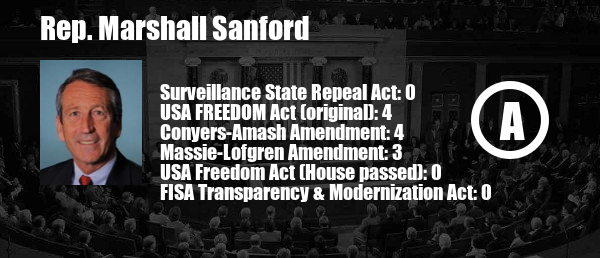 Rep. Marshall Sanford
Surveillance State Repeal Act: 0
USA FREEDOM Act (original): 4
Conyers-Amash Amendment: 4
Massie-Lofgren Amendment: 3
USA Freedom Act (House passed): 0
FISA Transparency & Modernization Act: 0
A